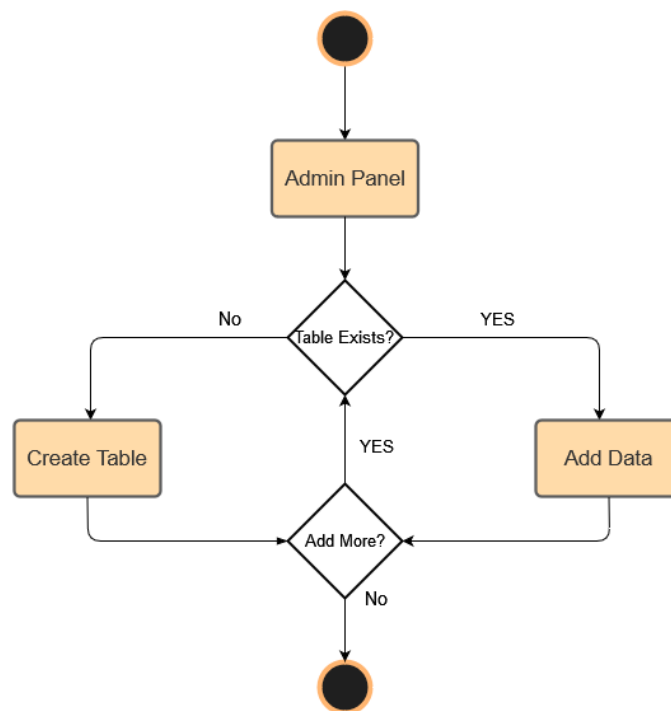 Admin Panel
No
YES
Table Exists?
Create Table
YES
Add Data
Add More?
No